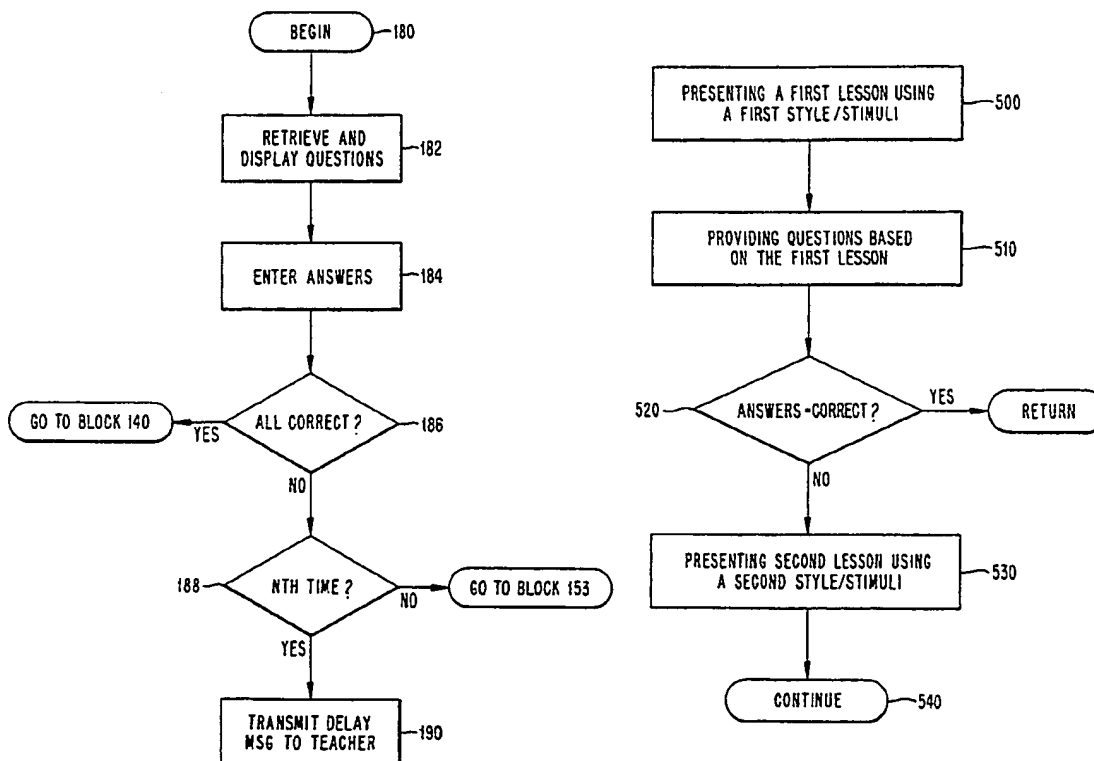 BEGIN
180
RETRIEVE AND
DISPLAY QUESTIONS
182
ENTER ANSWERS
184
ALL CORRECT?
186
YES
GO TO BLOCK 140
NO
188
NTH TIME?
NO
GO TO BLOCK 153
YES
TRANSMIT DELAY
MSG TO TEACHER
190
PRESENTING A FIRST LESSON USING
A FIRST STYLE/STIMULI
500
PROVIDING QUESTIONS BASED
ON THE FIRST LESSON
510
520
ANSWERS=CORRECT?
YES
RETURN
NO
PRESENTING SECOND LESSON USING
A SECOND STYLE/STIMULI
530
CONTINUE
540